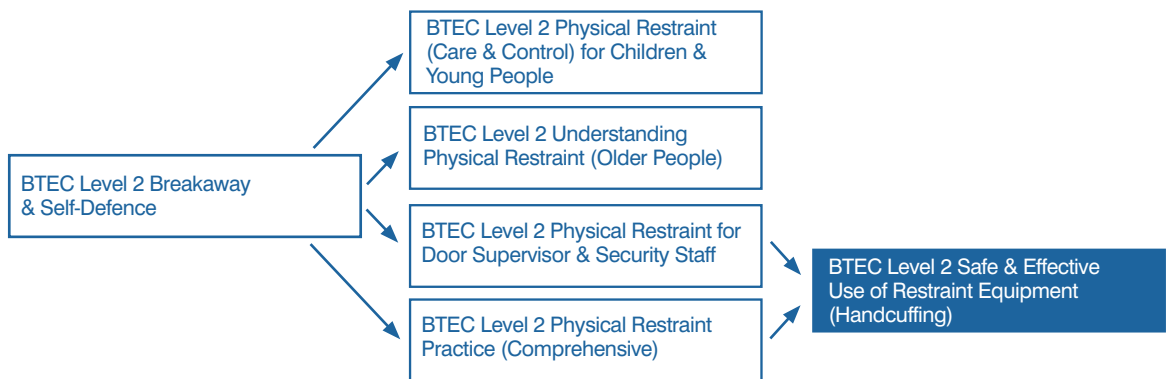 BTEC Level 2 Breakaway
& Self-Defence
BTEC Level 2 Physical Restraint
(Care & Control) for Children &
Young People
BTEC Level 2 Understanding
Physical Restraint (Older People)
BTEC Level 2 Physical Restraint for
Door Supervisor & Security Staff
BTEC Level 2 Physical Restraint
Practice (Comprehensive)
BTEC Level 2 Safe & Effective
Use of Restraint Equipment
(Handcuffing)